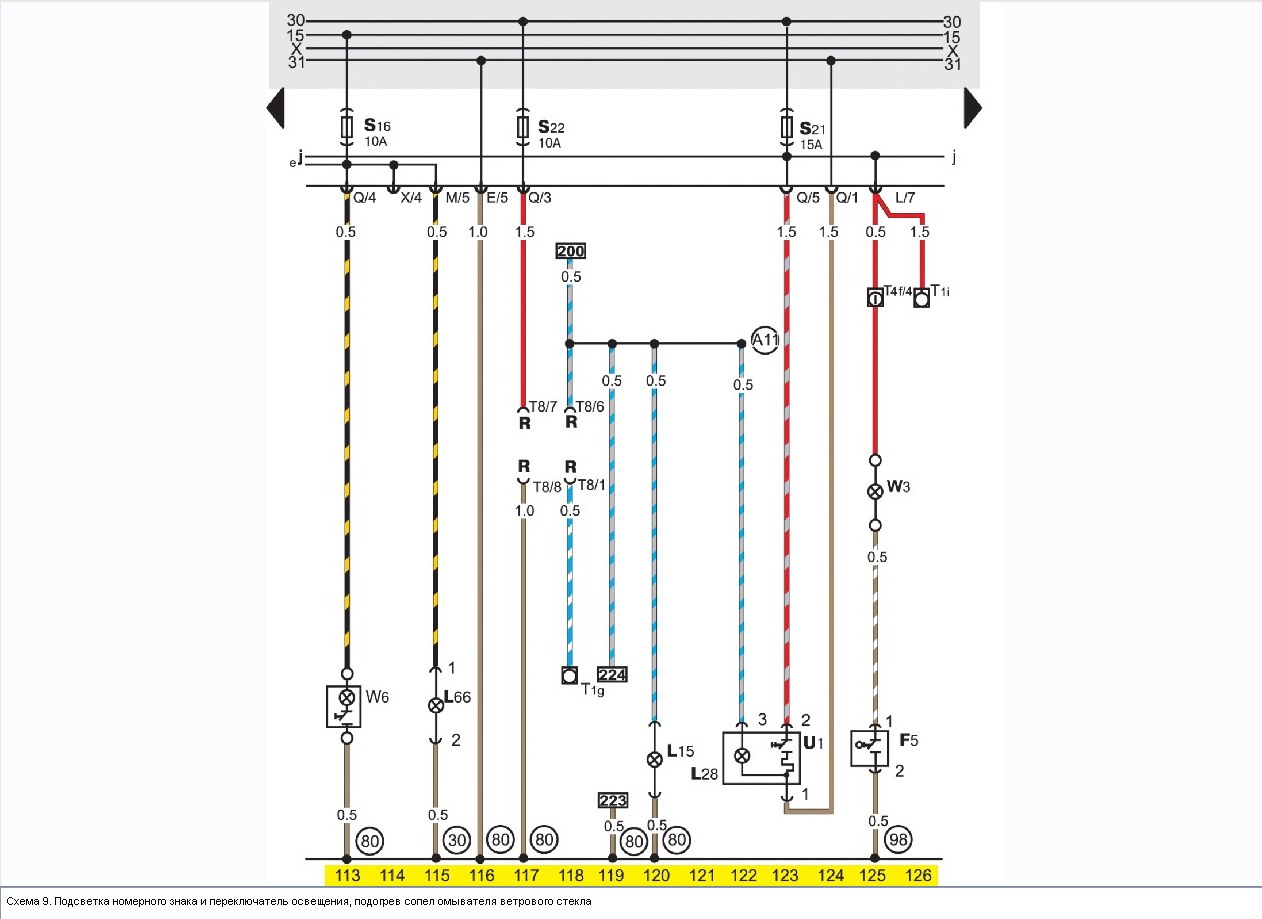 30 30
15 15
X X
31 31
S16
10A
S22
10A
S21
15A
j j
e
Q/4 X/4 M/5 E/5 Q/3 Q/5 Q/1 L/7
0.5 0.5 1.0 1.5 1.5 1.5 0.5 1.5
200
0.5
T4f/4 T1i
A11
0.5 0.5 0.5
T8/7 T8/6
R R
R R
T8/8 T8/1
1.0 0.5
W3
0.5
1
224
T1g
W6 L66
3 2 1
2
U1 F5
L15
L28
2
1
223
0.5 0.5 0.5 0.5 0.5
80 30 80 80 80 80 98
113 114 115 116 117 118 119 120 121 122 123 124 125 126
Схема 9. Подсветка номерного знака и переключатель освещения, подогрев сопел омывателя ветрового стекла